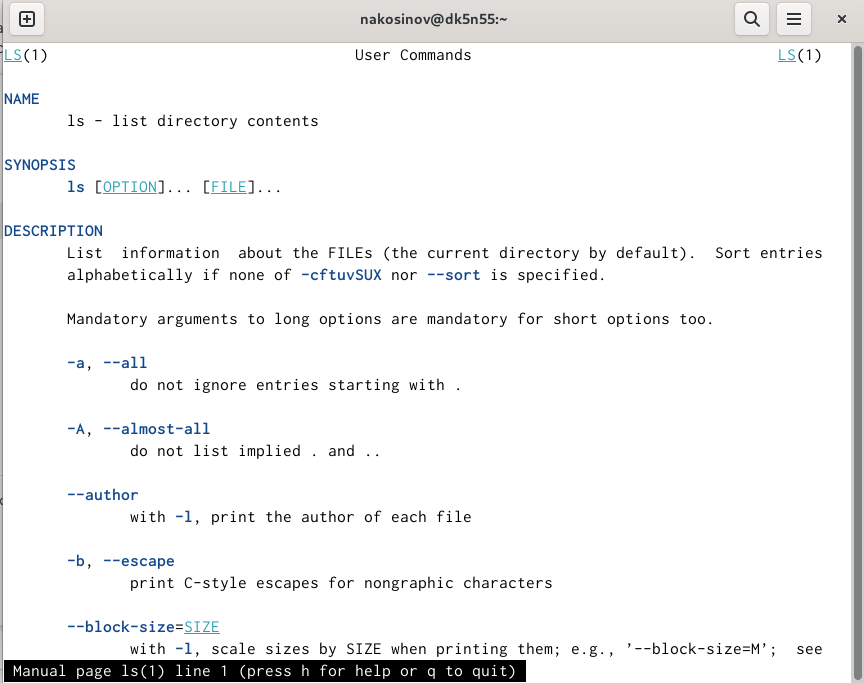 nakosinov@dk5n55:~
LS(1) User Commands LS(1)
NAME
ls - list directory contents
SYNOPSIS
ls [OPTION]... [FILE]...
DESCRIPTION
List information about the FILEs (the current directory by default). Sort entries
alphabetically if none of -cftuvSUX nor --sort is specified.
Mandatory arguments to long options are mandatory for short options too.
-a, --all
do not ignore entries starting with .
-A, --almost-all
do not list implied . and ..
--author
with -l, print the author of each file
-b, --escape
print C-style escapes for nongraphic characters
--block-size=SIZE
with -l, scale sizes by SIZE when printing them; e.g., '--block-size=M'; see
Manual page ls(1) line 1 (press h for help or q to quit)